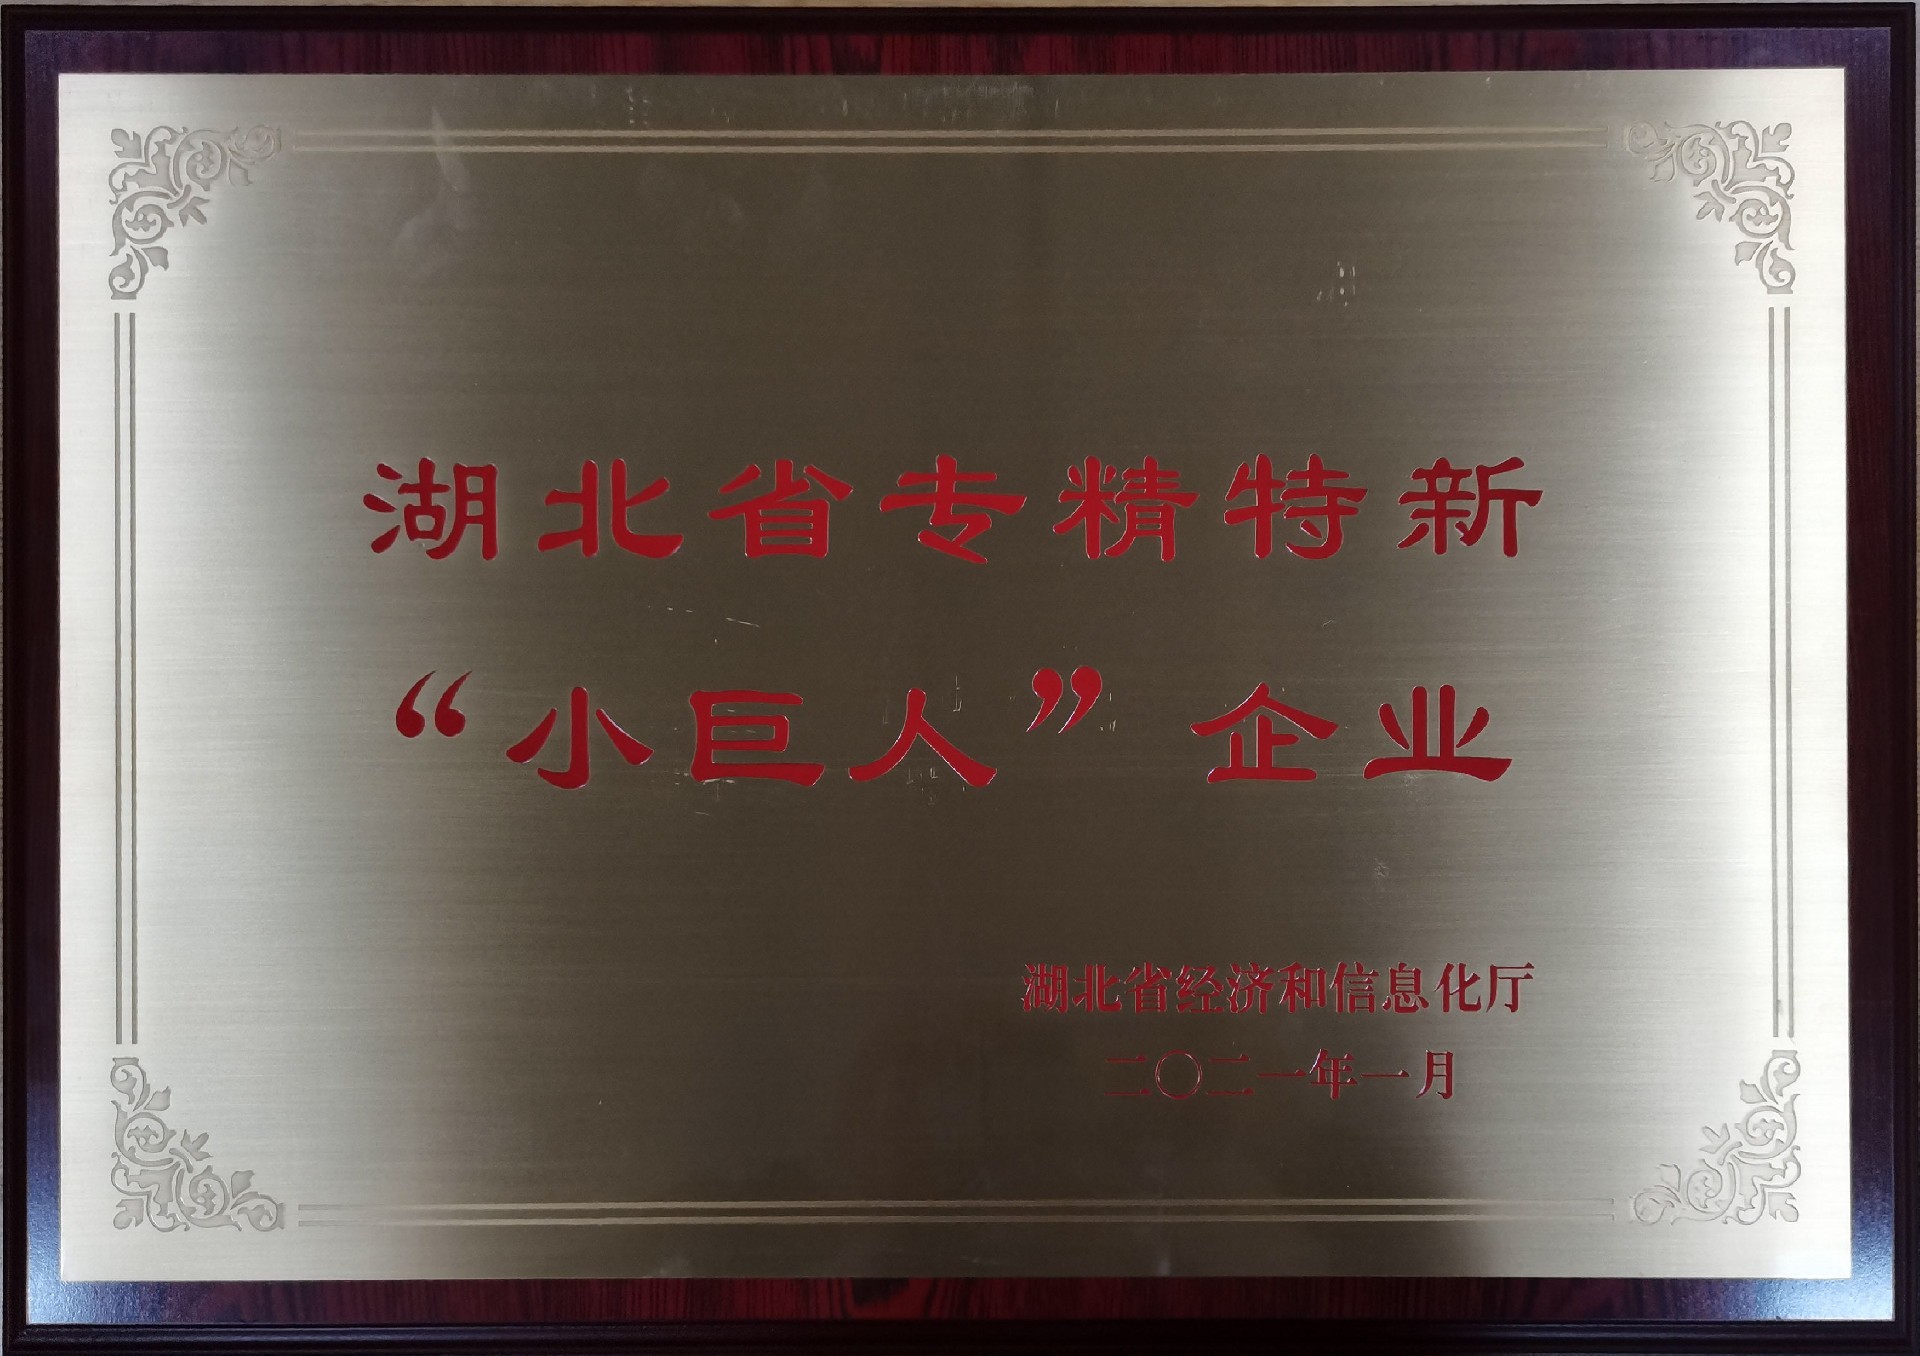 湖北省专精特新
“小巨人”企业
湖北省经济和信息化厅
二〇二一年一月